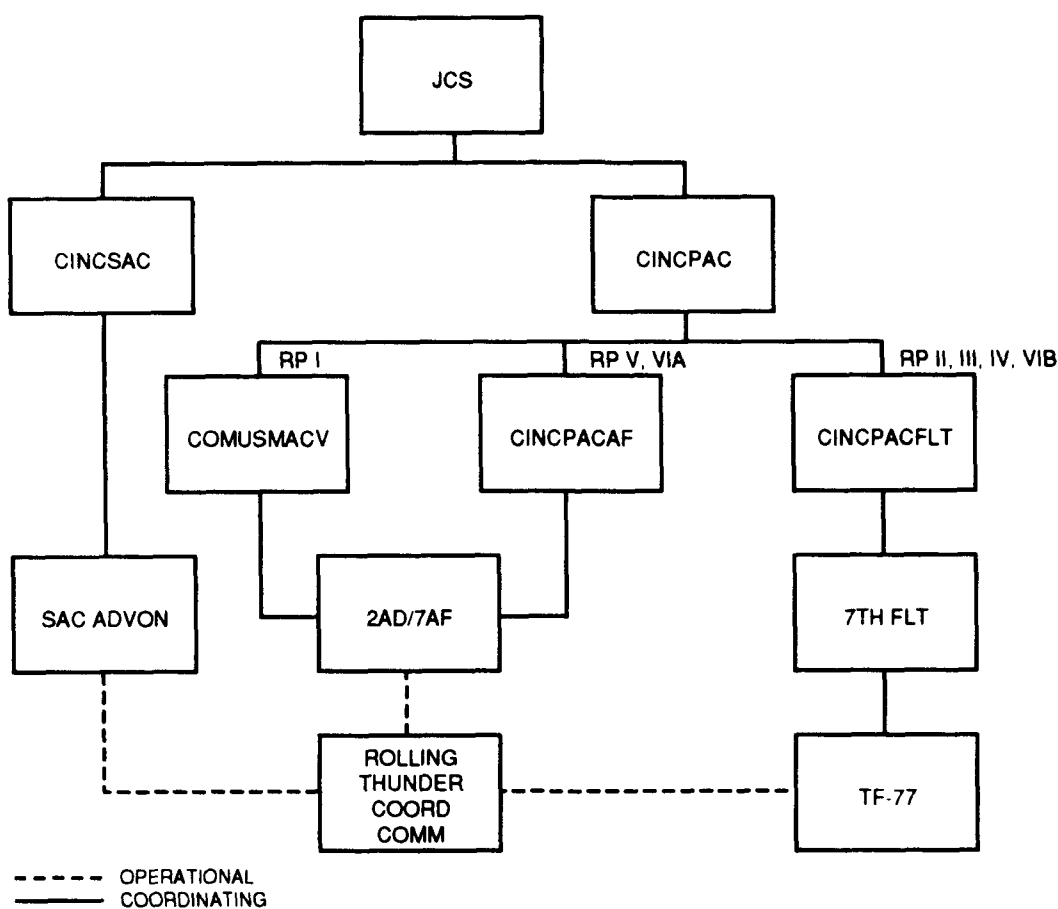 JCS
CINCSAC
CINCPAC
RP I
RP V, VIA
RP II, III, IV, VIB
COMUSMACV
CINCPACAF
CINCPACFLT
SAC ADVON
2AD/7AF
7TH FLT
ROLLING
THUNDER
COORD
COMM
TF-77
OPERATIONAL
COORDINATING